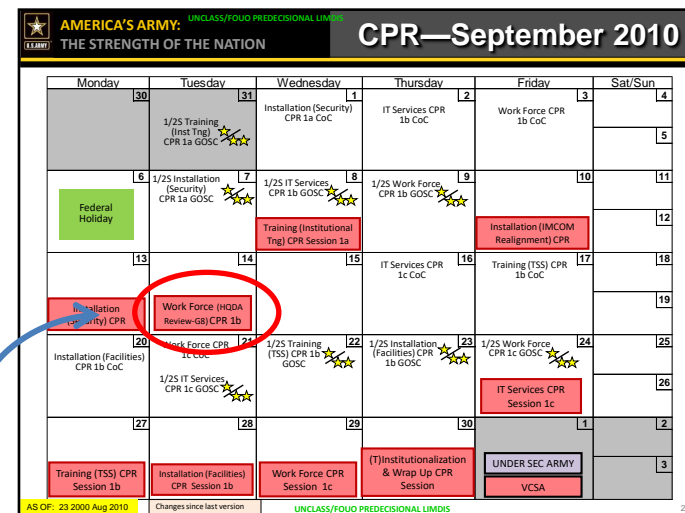 UNCLASS/FOUO PREDECISIONAL LIMDIS
U.S. ARMY
AMERICA'S ARMY:
THE STRENGTH OF THE NATION
CPR—September 2010
Monday Tuesday Wednesday Thursday Friday Sat/Sun
30
31
1/2S Training
(Inst Tng)
CPR 1a GOSC
1
Installation (Security)
CPR 1a CoC
2
IT Services CPR
1b CoC
3
Work Force CPR
1b CoC
4
5
6
Federal
Holiday
7
1/2S Installation
(Security)
CPR 1a GOSC
8
1/2S IT Services
CPR 1b GOSC
Training (Institutional
Tng) CPR Session 1a
9
1/2S Work Force
CPR 1b GOSC
10
Installation (IMCOM
Realignment) CPR
11
12
13
Installation
(Security) CPR
14
Work Force (HQDA
Review-G8) CPR 1b
15
16
IT Services CPR
1c CoC
17
Training (TSS) CPR
1b CoC
18
19
20
Installation (Facilities)
CPR 1b CoC
21
Work Force CPR
1c CoC
1/2S IT Services
CPR 1c GOSC
22
1/2S Training
(TSS) CPR 1b
GOSC
23
1/2S Installation
(Facilities) CPR
1b GOSC
24
1/2S Work Force
CPR 1c GOSC
IT Services CPR
Session 1c
25
26
27
Training (TSS) CPR
Session 1b
28
Installation (Facilities)
CPR Session 1b
29
Work Force CPR
Session 1c
30
(T)Institutionalization
& Wrap Up CPR
Session
1
UNDER SEC ARMY
VCSA
2
3
AS OF: 23 2000 Aug 2010
Changes since last version
UNCLASS/FOUO PREDECISIONAL LIMDIS
2